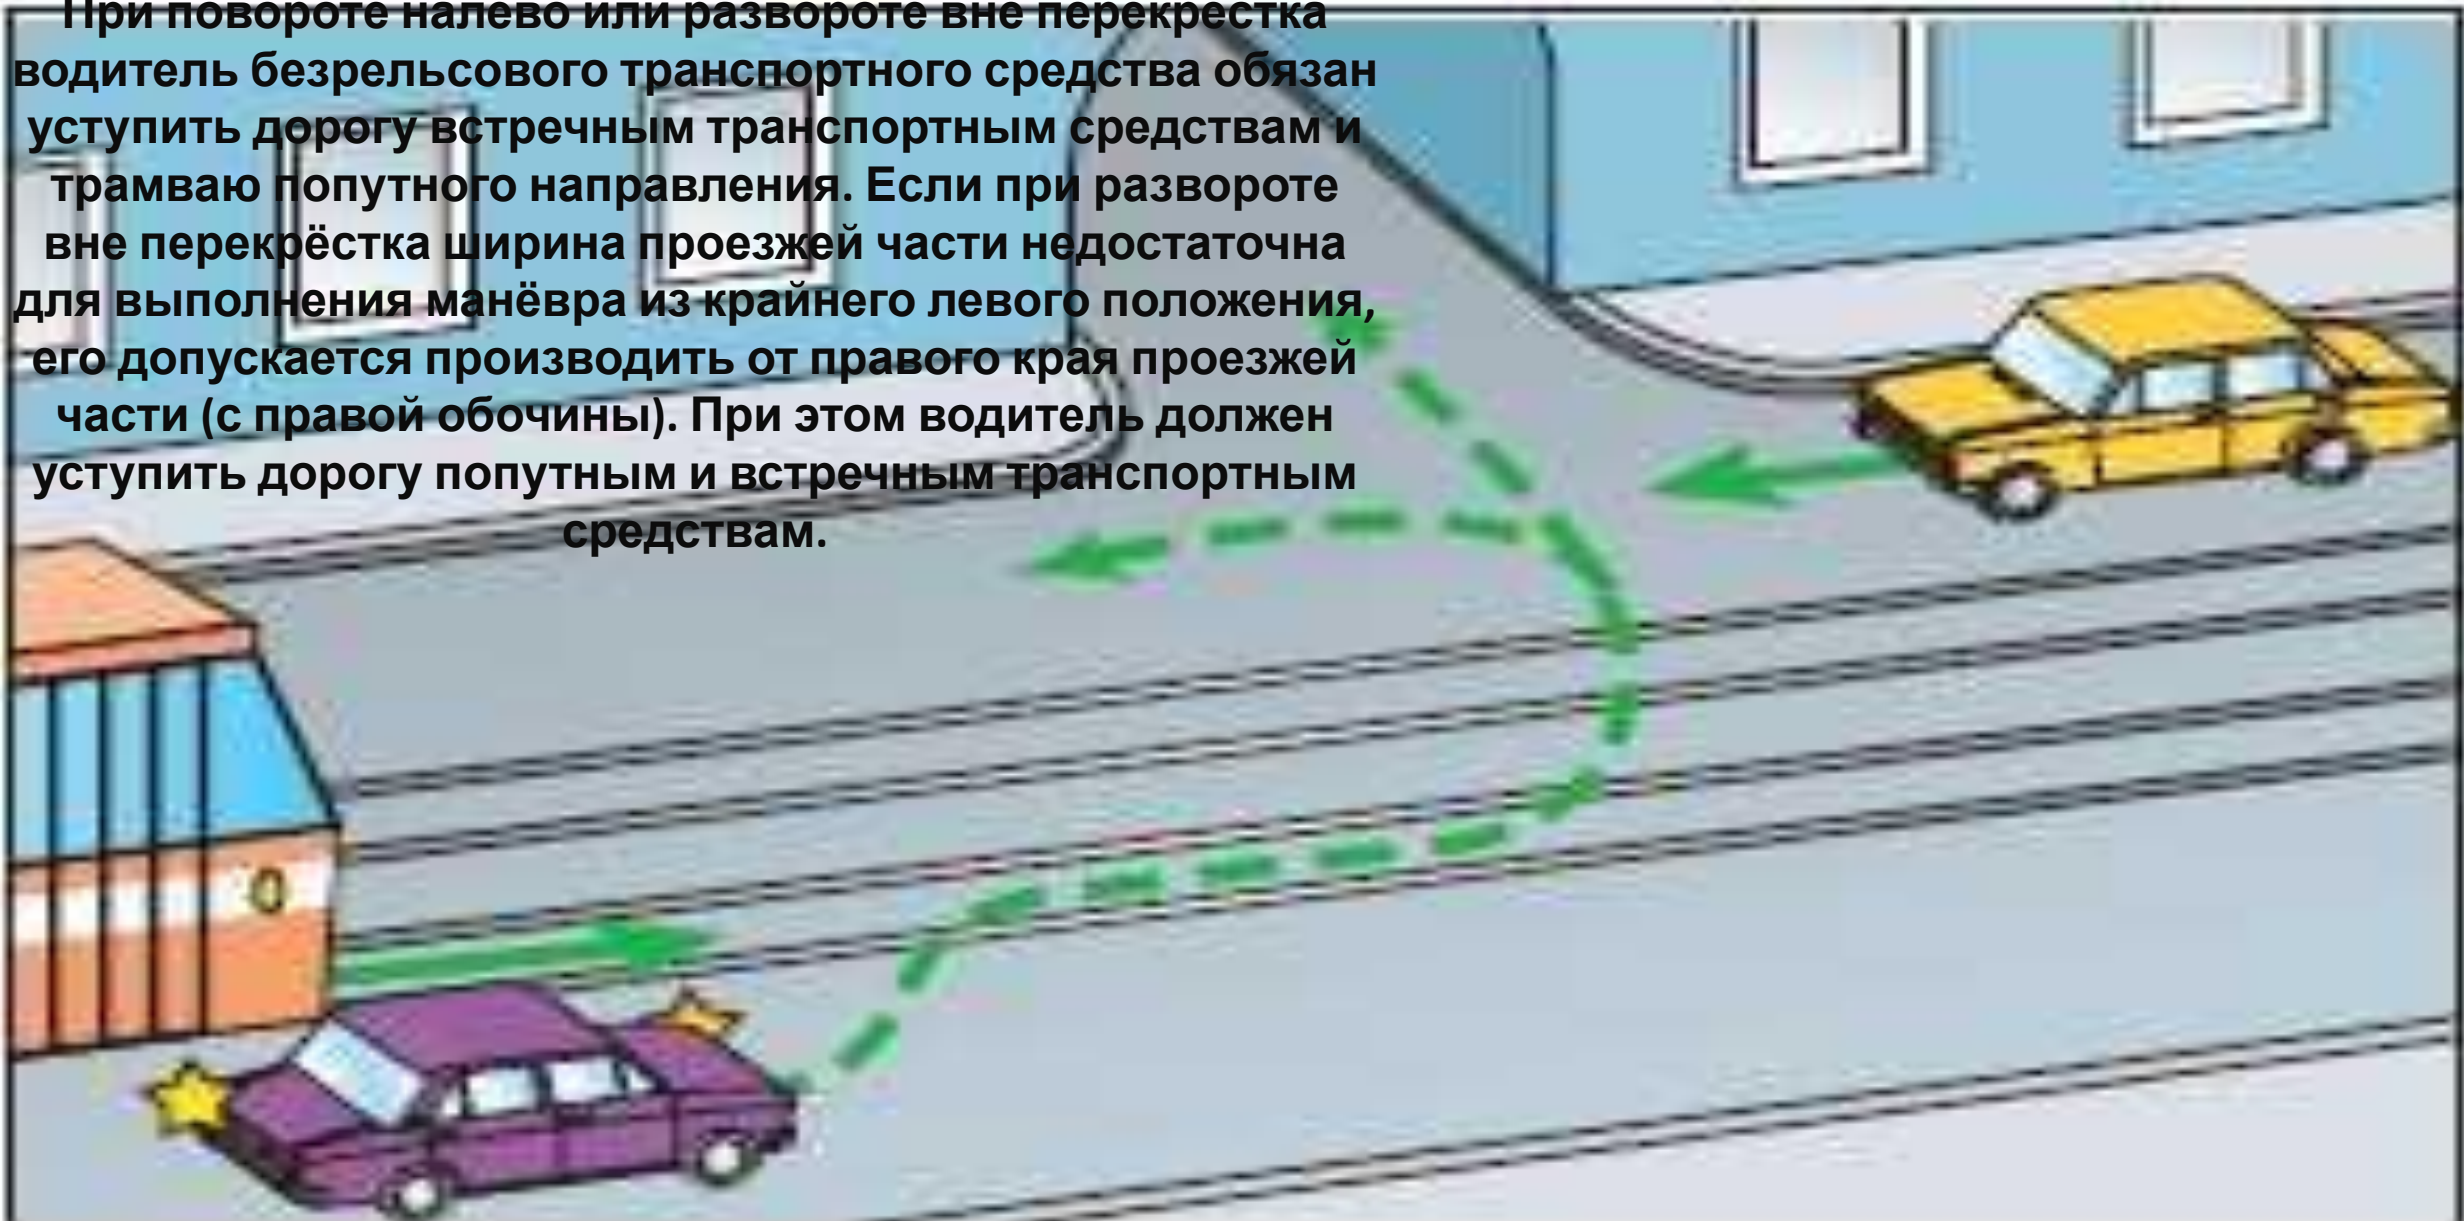 При повороте налево или развороте вне перекрестка
водитель безрельсового транспортного средства обязан
уступить дорогу встречным транспортным средствам и
трамваю попутного направления. Если при развороте
вне перекрёстка ширина проезжей части недостаточна
для выполнения манёвра из крайнего левого положения,
его допускается производить от правого края проезжей
части (с правой обочины). При этом водитель должен
уступить дорогу попутным и встречным транспортным
средствам.